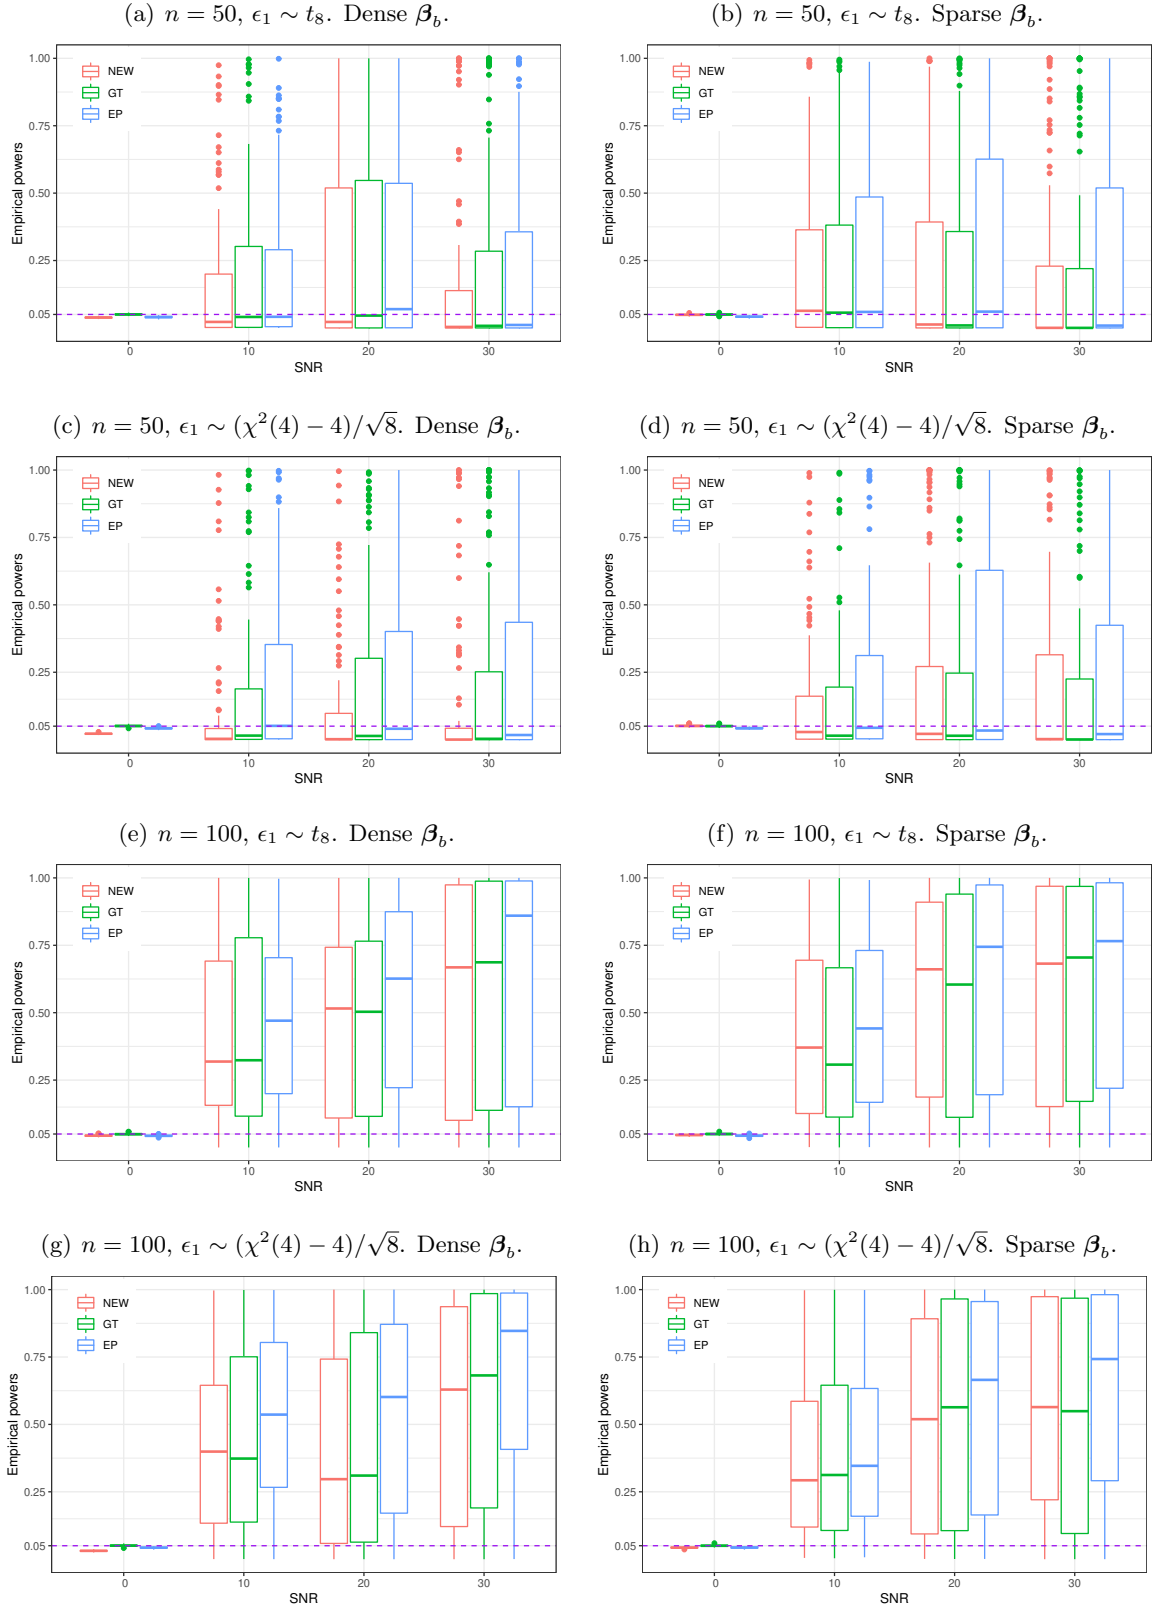 (a) n = 50, ϵ₁ ∼ t₈. Dense β_b.
1.00
0.75
0.50
0.25
0.05
Empirical powers
NEW
GT
EP
0 10 20 30
SNR
(b) n = 50, ϵ₁ ∼ t₈. Sparse β_b.
1.00
0.75
0.50
0.25
0.05
Empirical powers
NEW
GT
EP
0 10 20 30
SNR
(c) n = 50, ϵ₁ ∼ (χ²(4) − 4)/√8. Dense β_b.
1.00
0.75
0.50
0.25
0.05
Empirical powers
NEW
GT
EP
0 10 20 30
SNR
(d) n = 50, ϵ₁ ∼ (χ²(4) − 4)/√8. Sparse β_b.
1.00
0.75
0.50
0.25
0.05
Empirical powers
NEW
GT
EP
0 10 20 30
SNR
(e) n = 100, ϵ₁ ∼ t₈. Dense β_b.
1.00
0.75
0.50
0.25
0.05
Empirical powers
NEW
GT
EP
0 10 20 30
SNR
(f) n = 100, ϵ₁ ∼ t₈. Sparse β_b.
1.00
0.75
0.50
0.25
0.05
Empirical powers
NEW
GT
EP
0 10 20 30
SNR
(g) n = 100, ϵ₁ ∼ (χ²(4) − 4)/√8. Dense β_b.
1.00
0.75
0.50
0.25
0.05
Empirical powers
NEW
GT
EP
0 10 20 30
SNR
(h) n = 100, ϵ₁ ∼ (χ²(4) − 4)/√8. Sparse β_b.
1.00
0.75
0.50
0.25
0.05
Empirical powers
NEW
GT
EP
0 10 20 30
SNR